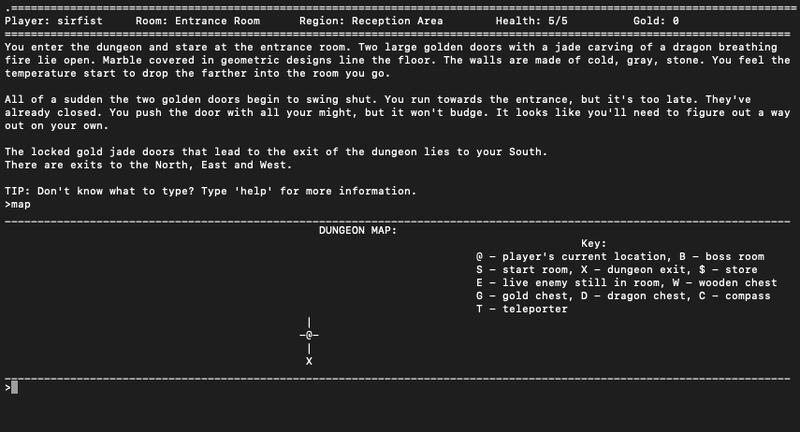 Player: sirfist Room: Entrance Room Region: Reception Area Health: 5/5 Gold: 0
You enter the dungeon and stare at the entrance room. Two large golden doors with a jade carving of a dragon breathing
fire lie open. Marble covered in geometric designs line the floor. The walls are made of cold, gray, stone. You feel the
temperature start to drop the farther into the room you go.
All of a sudden the two golden doors begin to swing shut. You run towards the entrance, but it's too late. They've
already closed. You push the door with all your might, but it won't budge. It looks like you'll need to figure out a way
out on your own.
The locked gold jade doors that lead to the exit of the dungeon lies to your South.
There are exits to the North, East and West.
TIP: Don't know what to type? Type 'help' for more information.
>map
DUNGEON MAP:
Key:
@ - player's current location, B - boss room
S - start room, X - dungeon exit, $ - store
E - live enemy still in room, W - wooden chest
G - gold chest, D - dragon chest, C - compass
T - teleporter
|
-@-
|
X
>